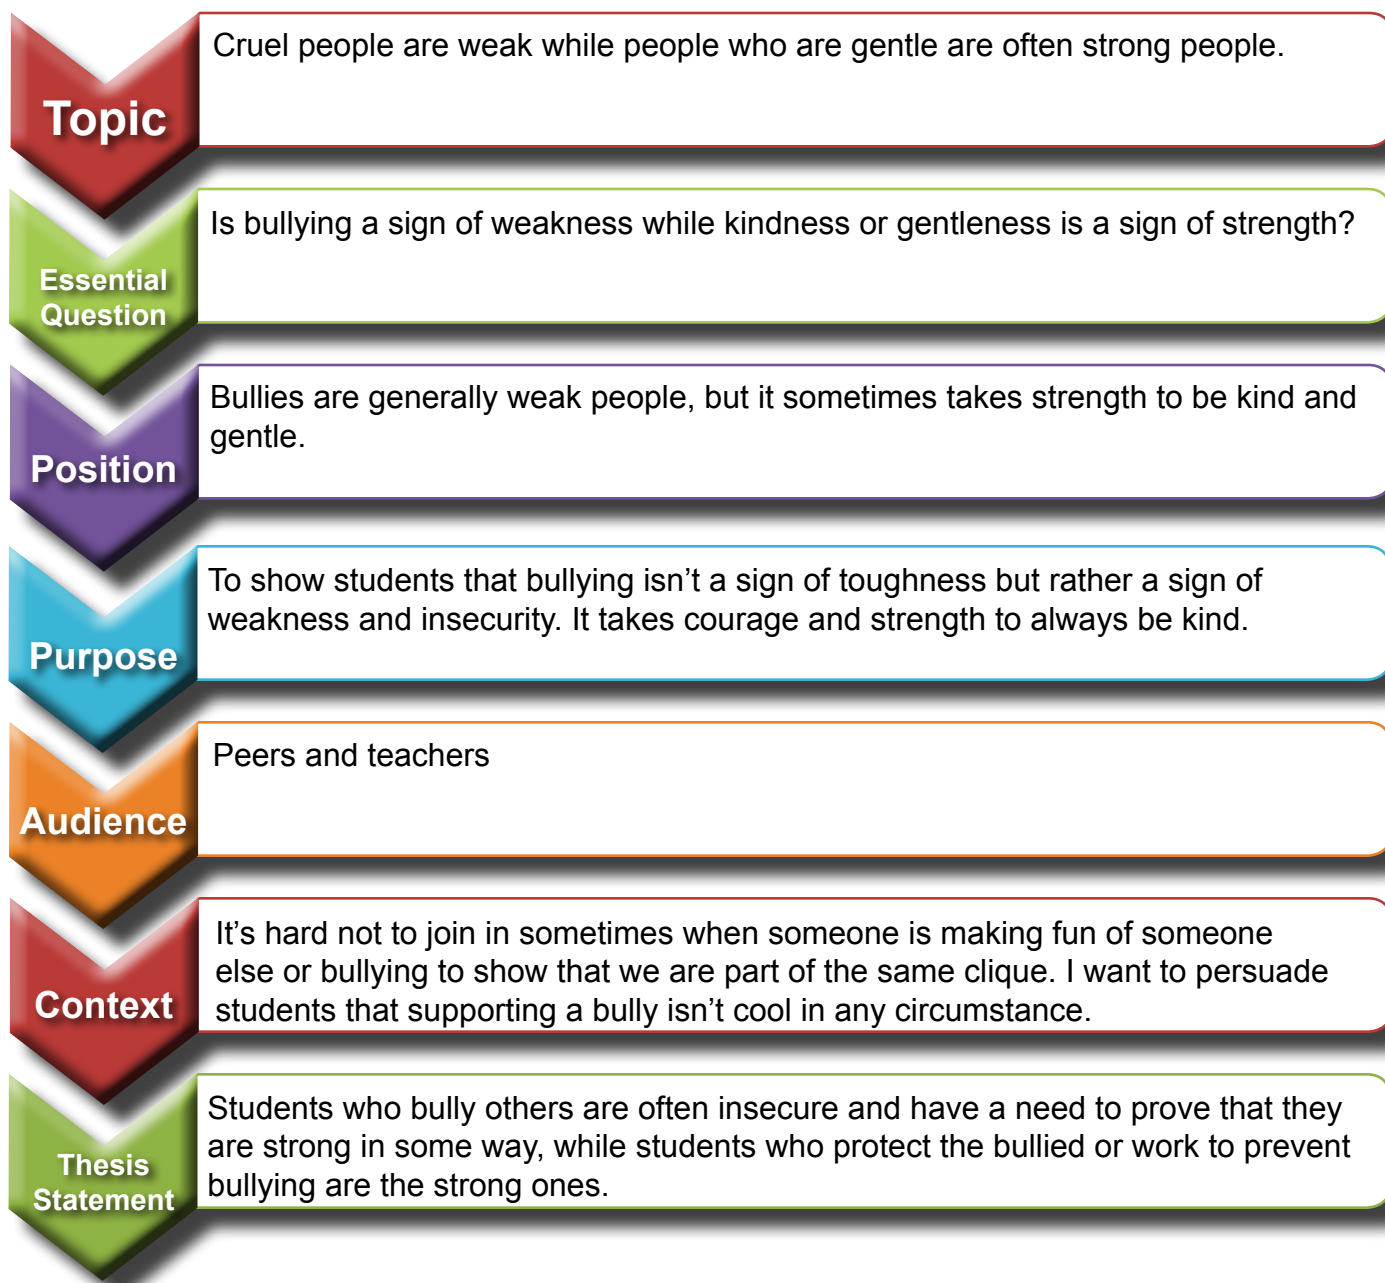 Topic
Cruel people are weak while people who are gentle are often strong people.
Essential
Question
Is bullying a sign of weakness while kindness or gentleness is a sign of strength?
Position
Bullies are generally weak people, but it sometimes takes strength to be kind and
gentle.
Purpose
To show students that bullying isn’t a sign of toughness but rather a sign of
weakness and insecurity. It takes courage and strength to always be kind.
Audience
Peers and teachers
Context
It’s hard not to join in sometimes when someone is making fun of someone
else or bullying to show that we are part of the same clique. I want to persuade
students that supporting a bully isn’t cool in any circumstance.
Thesis
Statement
Students who bully others are often insecure and have a need to prove that they
are strong in some way, while students who protect the bullied or work to prevent
bullying are the strong ones.